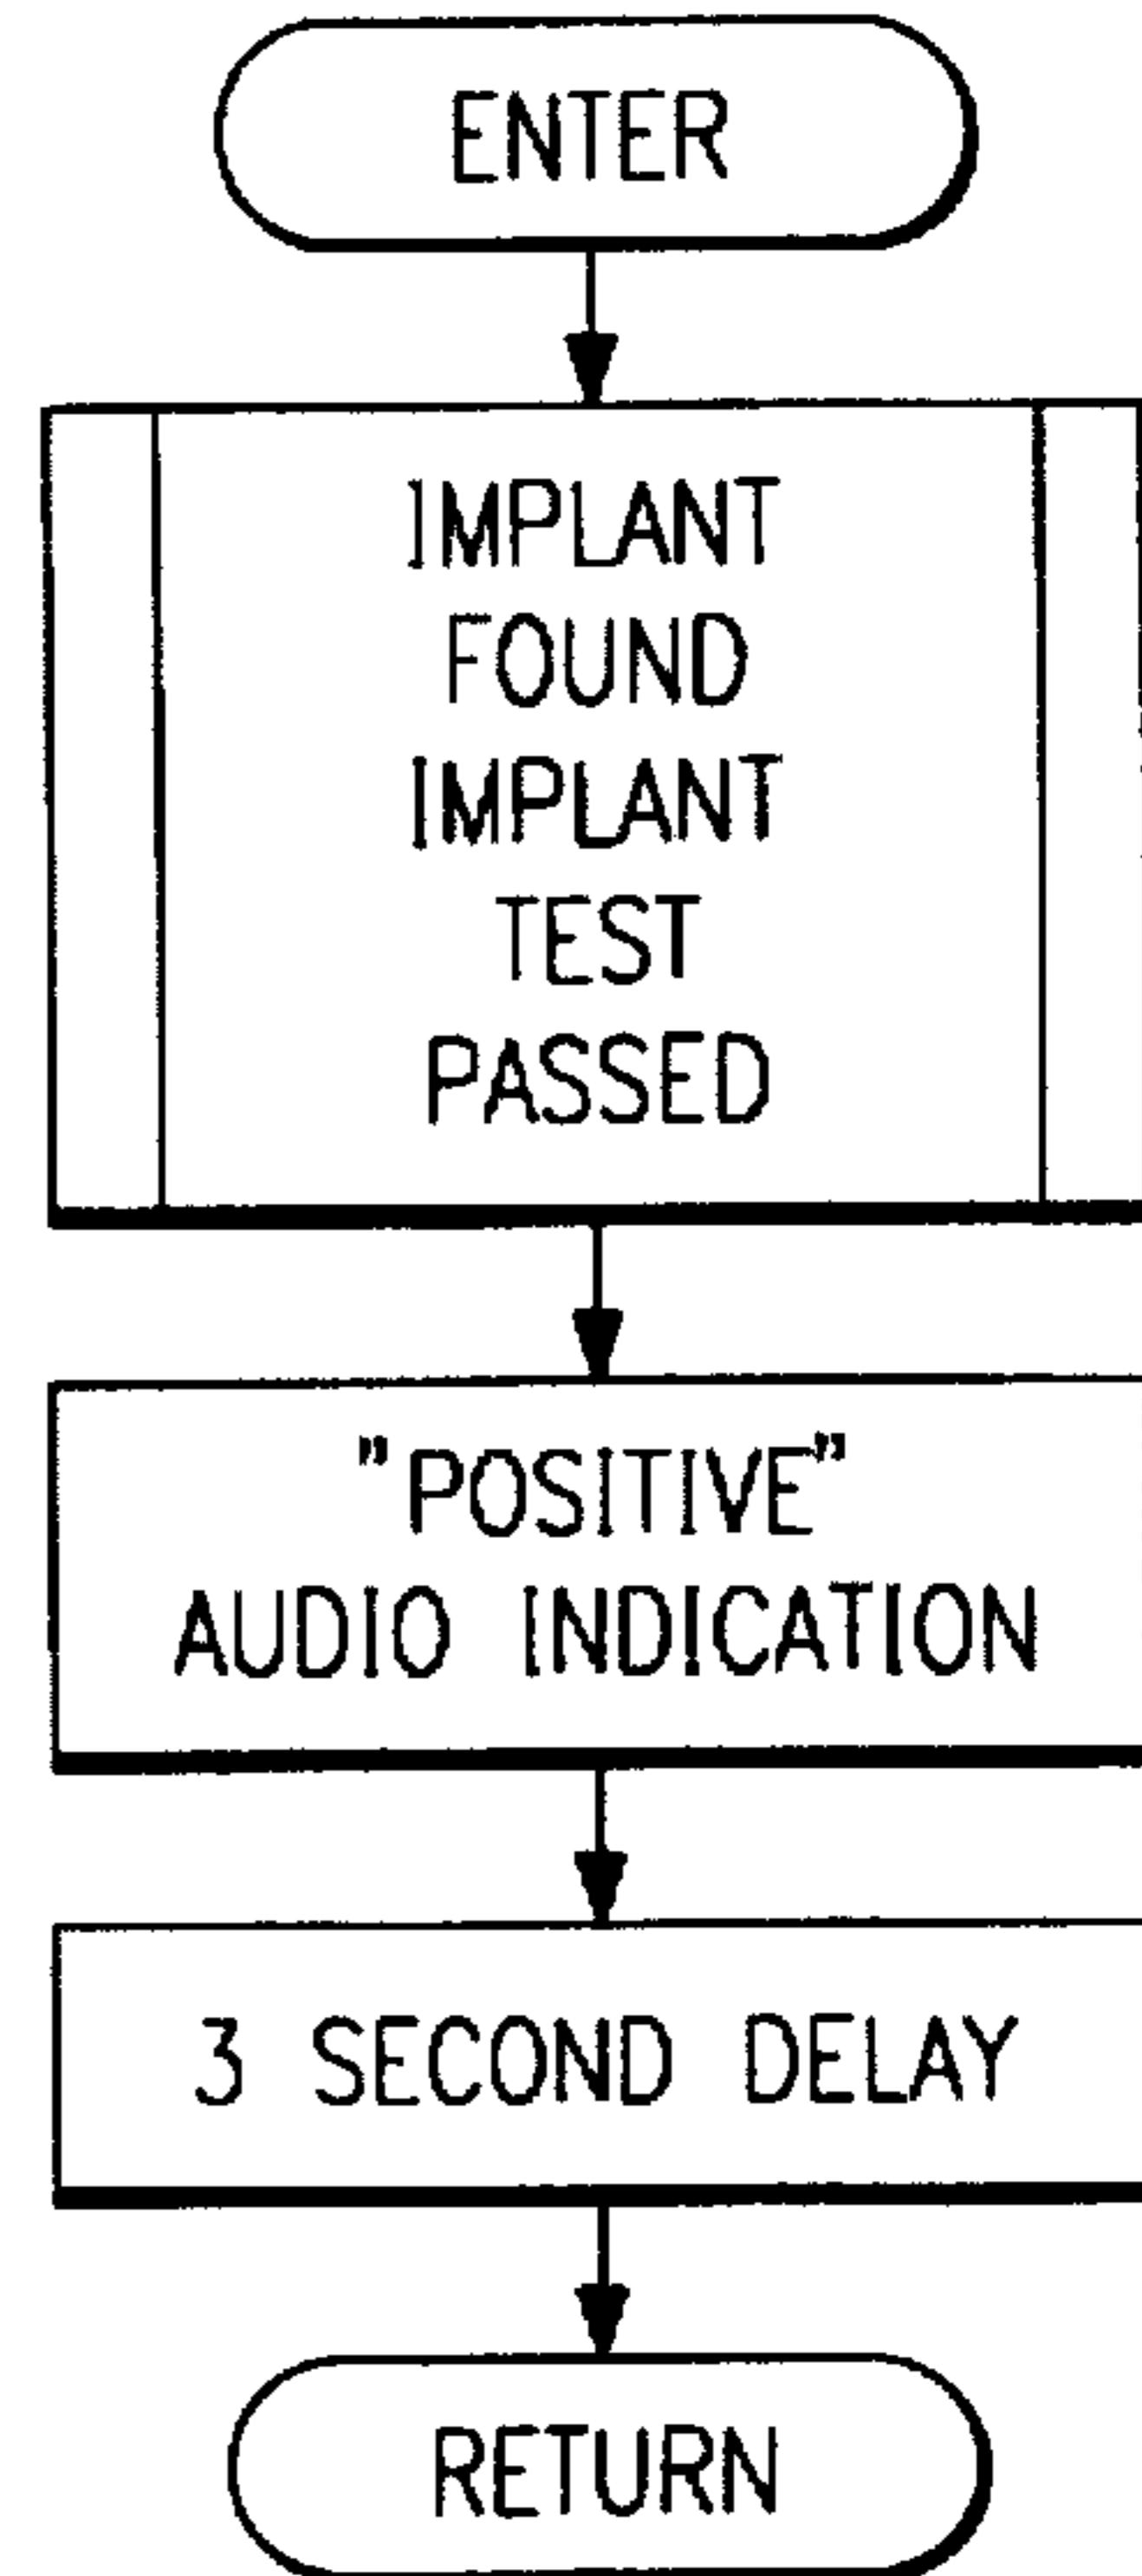 ENTER
IMPLANT
FOUND
IMPLANT
TEST
PASSED
"POSITIVE"
AUDIO INDICATION
3 SECOND DELAY
RETURN